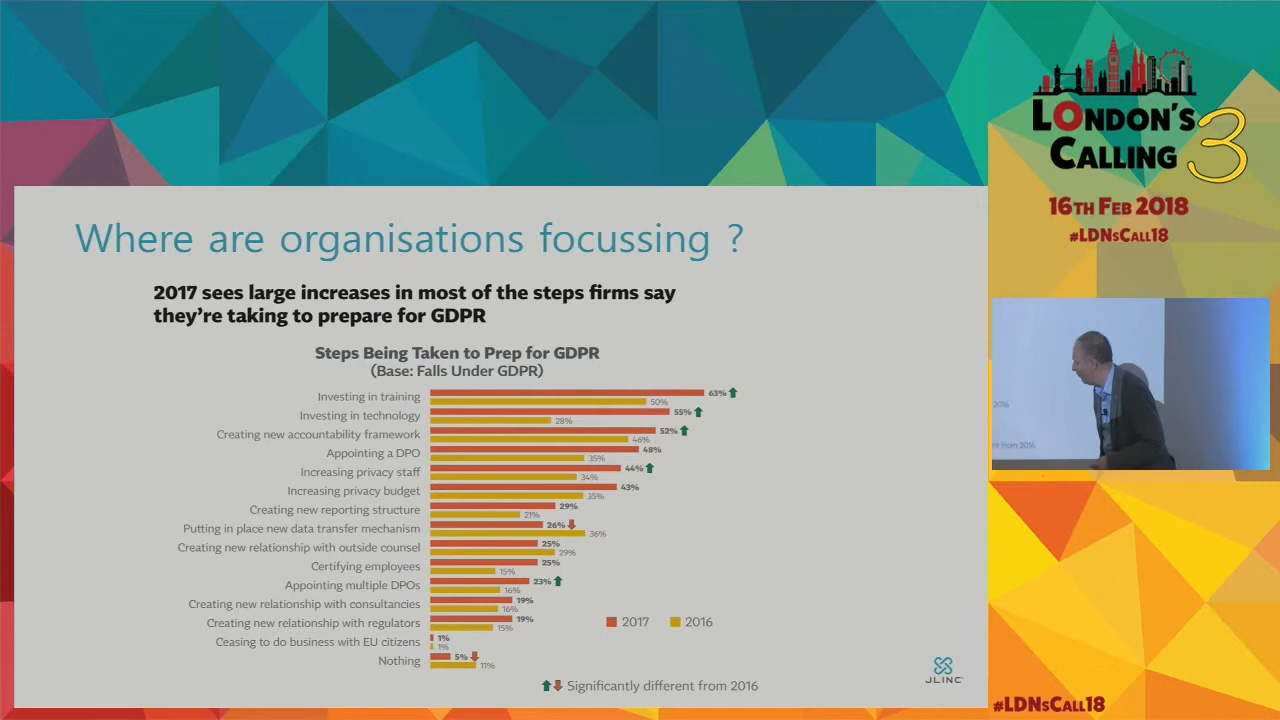 Where are organisations focussing ?
2017 sees large increases in most of the steps firms say
they're taking to prepare for GDPR
Steps Being Taken to Prep for GDPR
(Base: Falls Under GDPR)
Investing in training 63% 50%
Investing in technology 55% 28%
Creating new accountability framework 52% 46%
Appointing a DPO 48% 35%
Increasing privacy staff 44% 34%
Increasing privacy budget 43% 35%
Creating new reporting structure 29% 21%
Putting in place new data transfer mechanism 26% 36%
Creating new relationship with outside counsel 25% 29%
Certifying employees 25% 15%
Appointing multiple DPOs 23% 16%
Creating new relationship with consultancies 19% 16%
Creating new relationship with regulators 19% 15%
Ceasing to do business with EU citizens 1% 1%
Nothing 5% 11%
2017 2016
Significantly different from 2016
JLINC
LONDON'S
CALLING 3
16TH FEB 2018
#LDNSCALL18
20%
nt from 2016
#LDNSCALL18